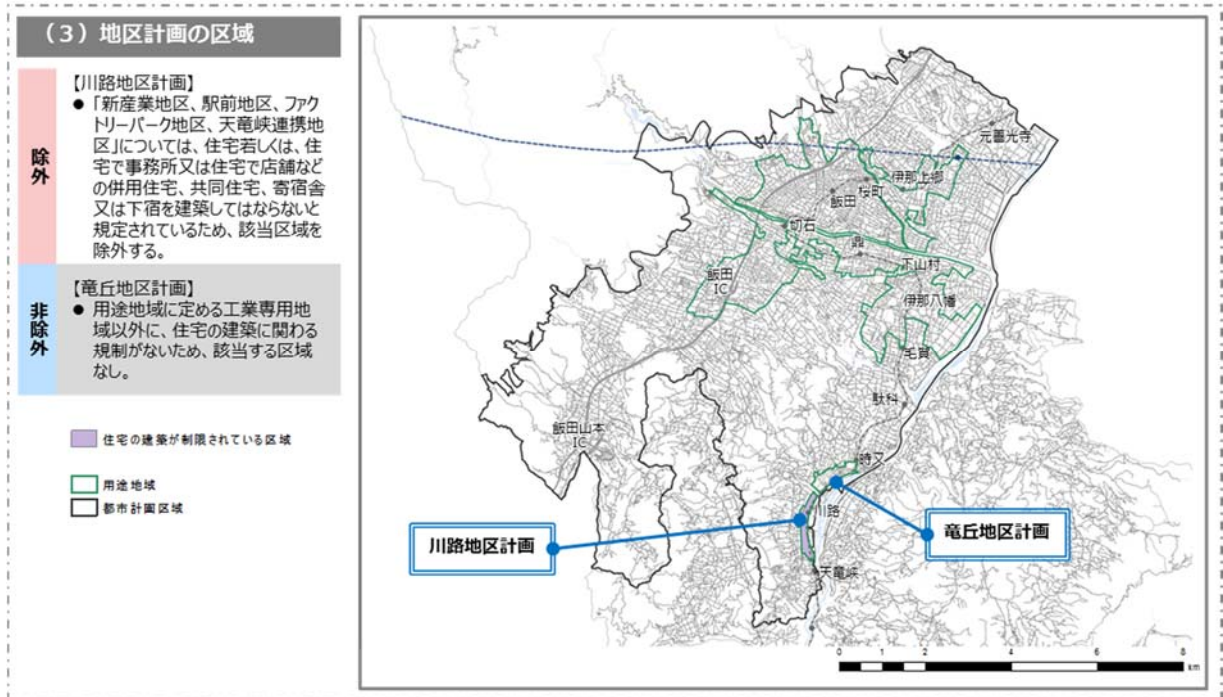 （３）地区計画の区域
除外
【川路地区計画】
● 「新産業地区、駅前地区、ファク
トリーパーク地区、天竜峡連携地
区」については、住宅若しくは、住
宅で事務所又は住宅で店舗など
の併用住宅、共同住宅、寄宿舎
又は下宿を建築してはならないと
規定されているため、該当区域を
除外する。
非除外
【竜丘地区計画】
● 用途地域に定める工業専用地
域以外に、住宅の建築に関わる
規制がないため、該当する区域
なし。
住宅の建築が制限されている区域
用途地域
都市計画区域
元善光寺
伊那上郷
桜町
飯田
切石
鼎
下山村
飯田
IC
伊那八幡
毛賀
駄科
飯田山本
IC
時又
川路
川路地区計画
竜丘地区計画
天竜峡
0 1 2 4 6 8
km